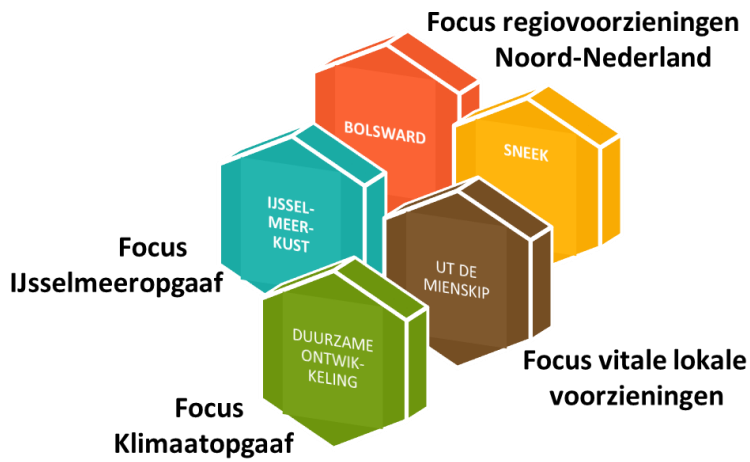 Focus regiovoorzieningen
Noord-Nederland
BOLSWARD
SNEEK
IJSSEL-
MEER-
KUST
Focus
IJsselmeeropgaaf
UT DE
MIENSKIP
DUURZAME
ONTWIK-
KELING
Focus vitale lokale
voorzieningen
Focus
Klimaatopgaaf